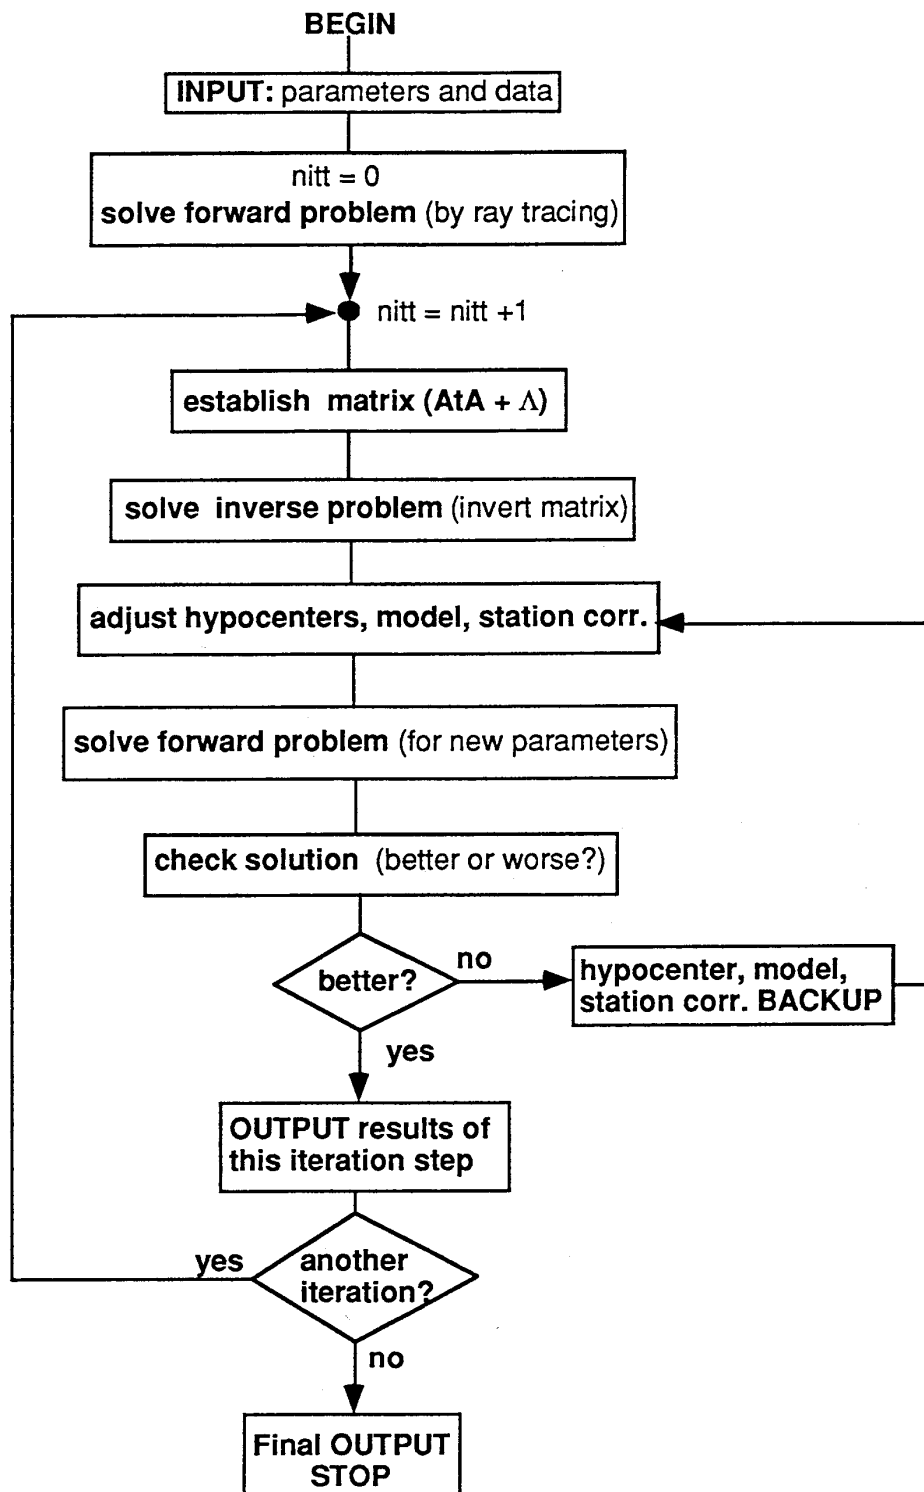 BEGIN
INPUT: parameters and data
nitt = 0
solve forward problem (by ray tracing)
nitt = nitt +1
establish matrix (AtA + Λ)
solve inverse problem (invert matrix)
adjust hypocenters, model, station corr.
solve forward problem (for new parameters)
check solution (better or worse?)
better?
no
hypocenter, model,
station corr. BACKUP
yes
OUTPUT results of
this iteration step
yes
another
iteration?
no
Final OUTPUT
STOP